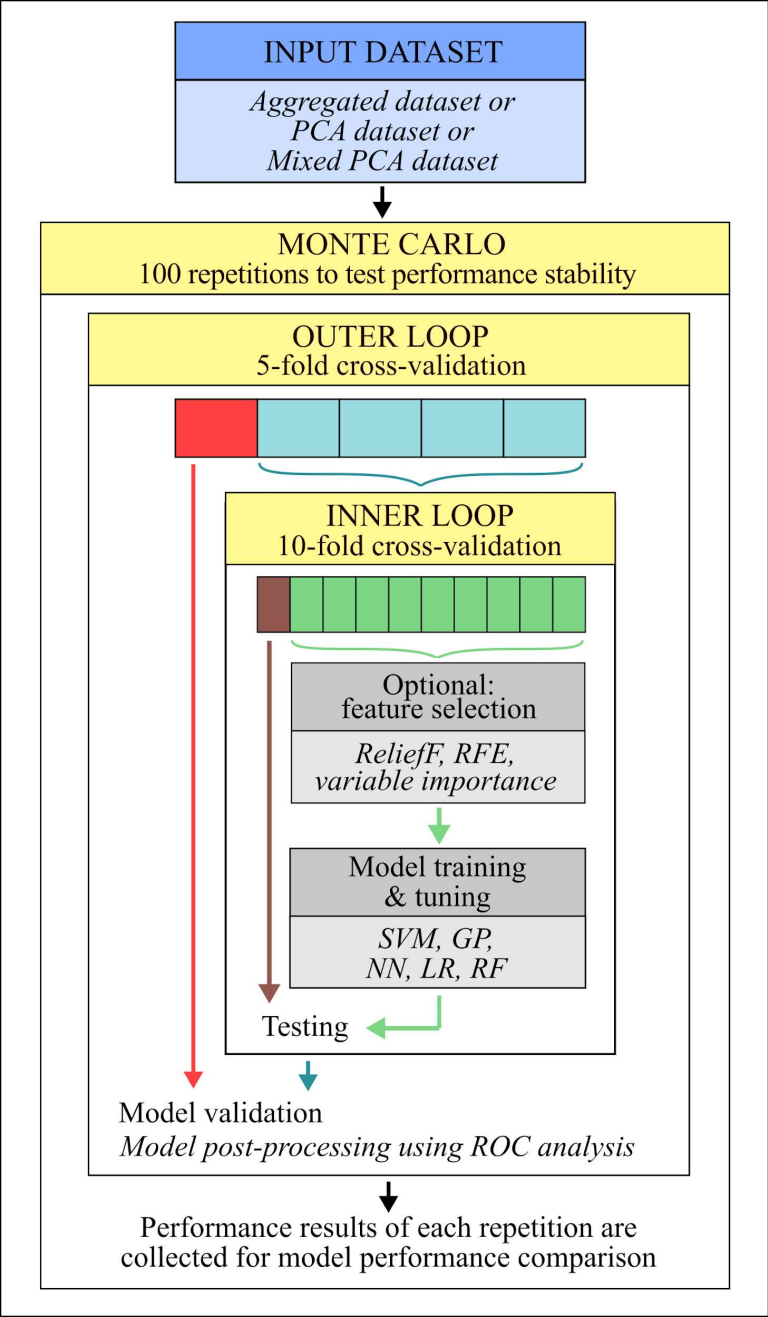 INPUT DATASET
Aggregated dataset or
PCA dataset or
Mixed PCA dataset
MONTE CARLO
100 repetitions to test performance stability
OUTER LOOP
5-fold cross-validation
INNER LOOP
10-fold cross-validation
Optional:
feature selection
ReliefF, RFE,
variable importance
Model training
& tuning
SVM, GP,
NN, LR, RF
Testing
Model validation
Model post-processing using ROC analysis
Performance results of each repetition are
collected for model performance comparison